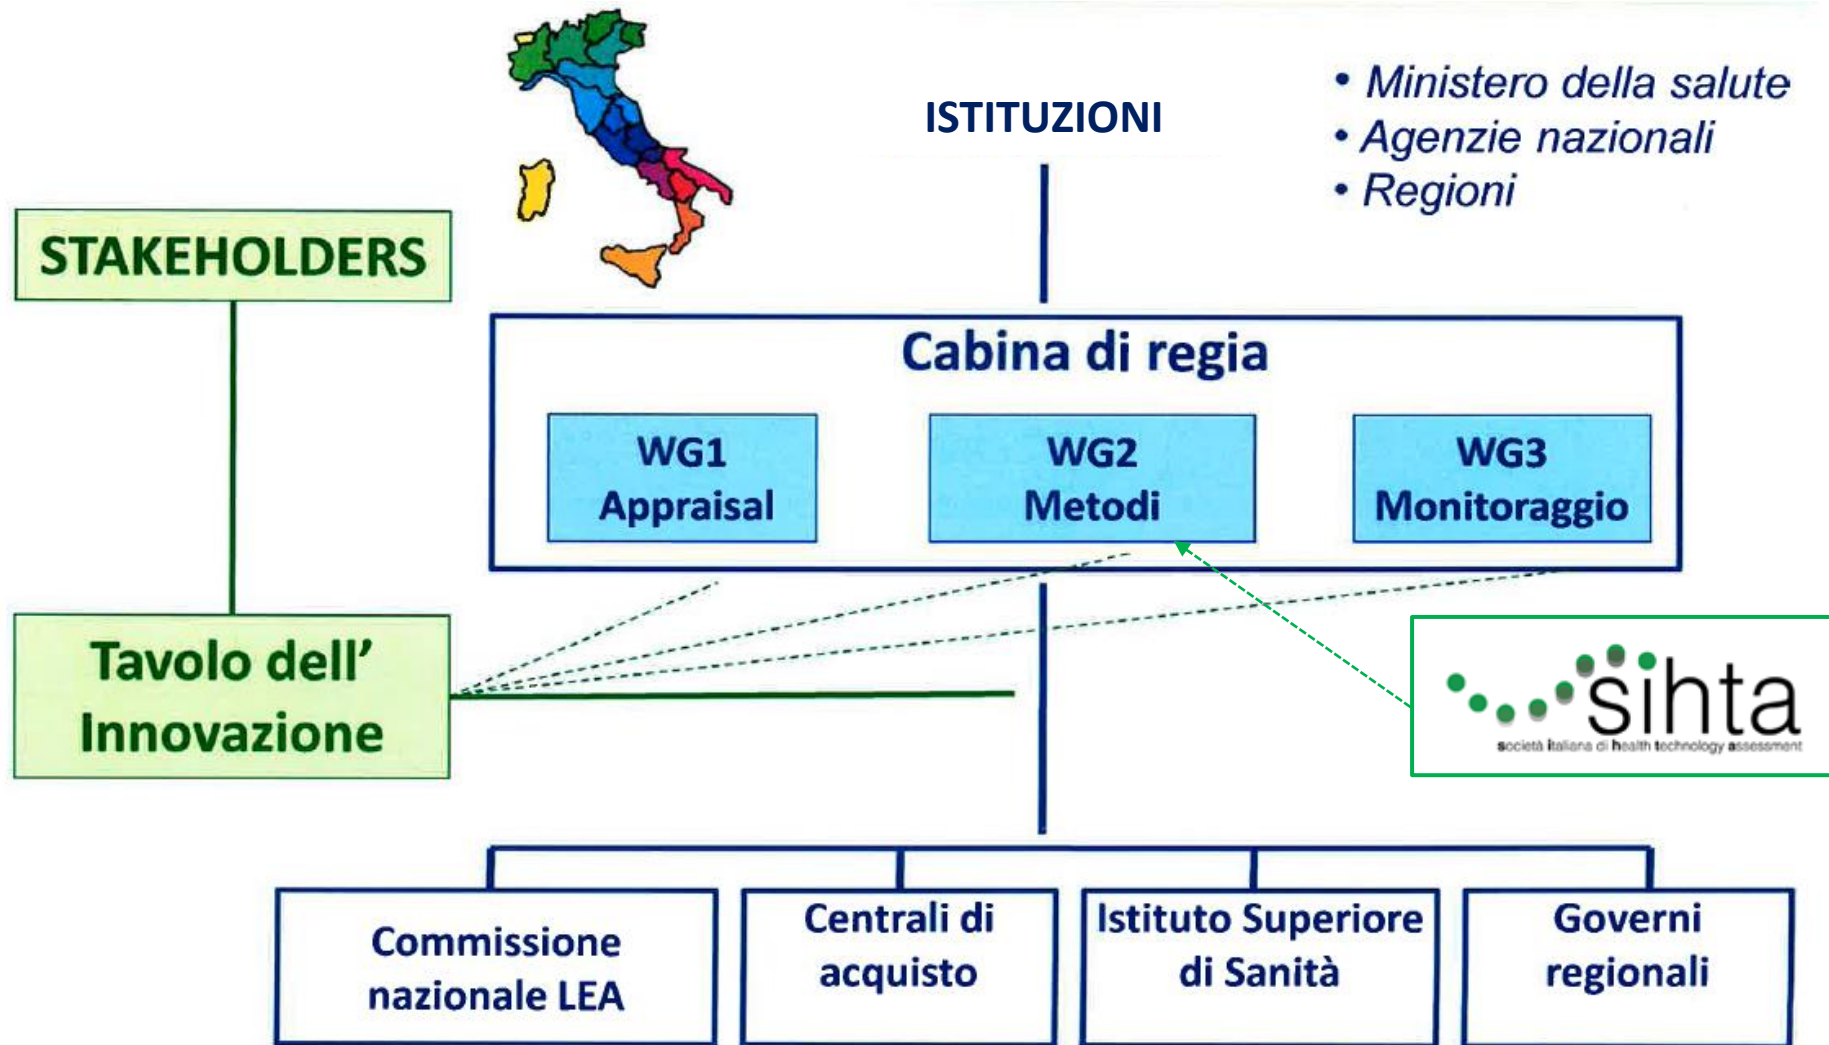 ISTITUZIONI
• Ministero della salute
• Agenzie nazionali
• Regioni
STAKEHOLDERS
Cabina di regia
WG1
Appraisal
WG2
Metodi
WG3
Monitoraggio
Tavolo dell'
Innovazione
sihta
società italiana di health technology assessment
Commissione
nazionale LEA
Centrali di
acquisto
Istituto Superiore
di Sanità
Governi
regionali